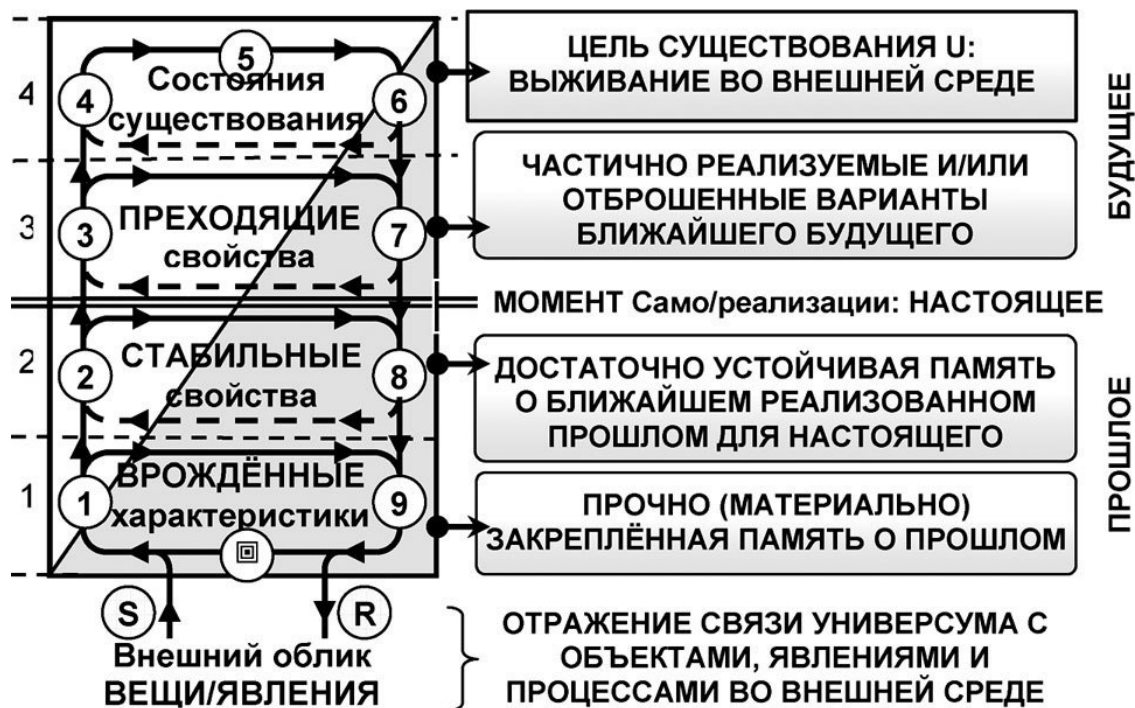 4
5
Состояния
существования
4
6
ЦЕЛЬ СУЩЕСТВОВАНИЯ U:
ВЫЖИВАНИЕ ВО ВНЕШНЕЙ СРЕДЕ
3
3
ПРЕХОДЯЩИЕ
свойства
7
ЧАСТИЧНО РЕАЛИЗУЕМЫЕ И/ИЛИ
ОТБРОШЕННЫЕ ВАРИАНТЫ
БЛИЖАЙШЕГО БУДУЩЕГО
БУДУЩЕЕ
МОМЕНТ Само/реализации: НАСТОЯЩЕЕ
2
2
СТАБИЛЬНЫЕ
свойства
8
ДОСТАТОЧНО УСТОЙЧИВАЯ ПАМЯТЬ
О БЛИЖАЙШЕМ РЕАЛИЗОВАННОМ
ПРОШЛОМ ДЛЯ НАСТОЯЩЕГО
1
1
ВРОЖДЁННЫЕ
характеристики
9
ПРОЧНО (МАТЕРИАЛЬНО)
ЗАКРЕПЛЁННАЯ ПАМЯТЬ О ПРОШЛОМ
ПРОШЛОЕ
S
R
Внешний облик
ВЕЩИ/ЯВЛЕНИЯ
ОТРАЖЕНИЕ СВЯЗИ УНИВЕРСУМА С
ОБЪЕКТАМИ, ЯВЛЕНИЯМИ И
ПРОЦЕССАМИ ВО ВНЕШНЕЙ СРЕДЕ